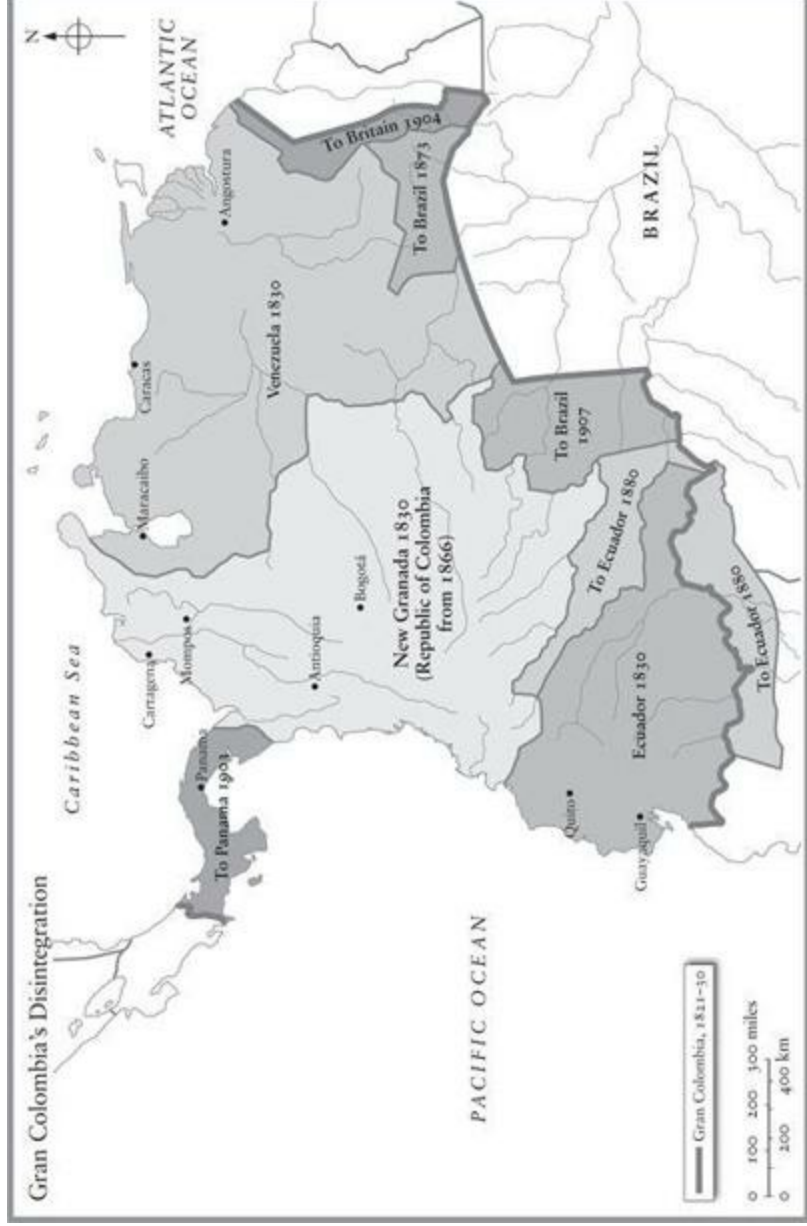 Gran Colombia's Disintegration
N
Caribbean Sea
ATLANTIC
OCEAN
Maracaibo
Caracas
Cartagena
Mompos
Angostura
Panama
To Panama 1903
Venezuela 1830
To Britain 1904
Antioquia
Bogotá
To Brazil 1873
New Granada 1830
(Republic of Colombia
from 1866)
PACIFIC OCEAN
To Brazil
1907
BRAZIL
To Ecuador 1880
Quito
Ecuador 1830
Guayaquil
To Ecuador 1880
Gran Colombia, 1821–30
0 100 200 300 miles
0 200 400 km